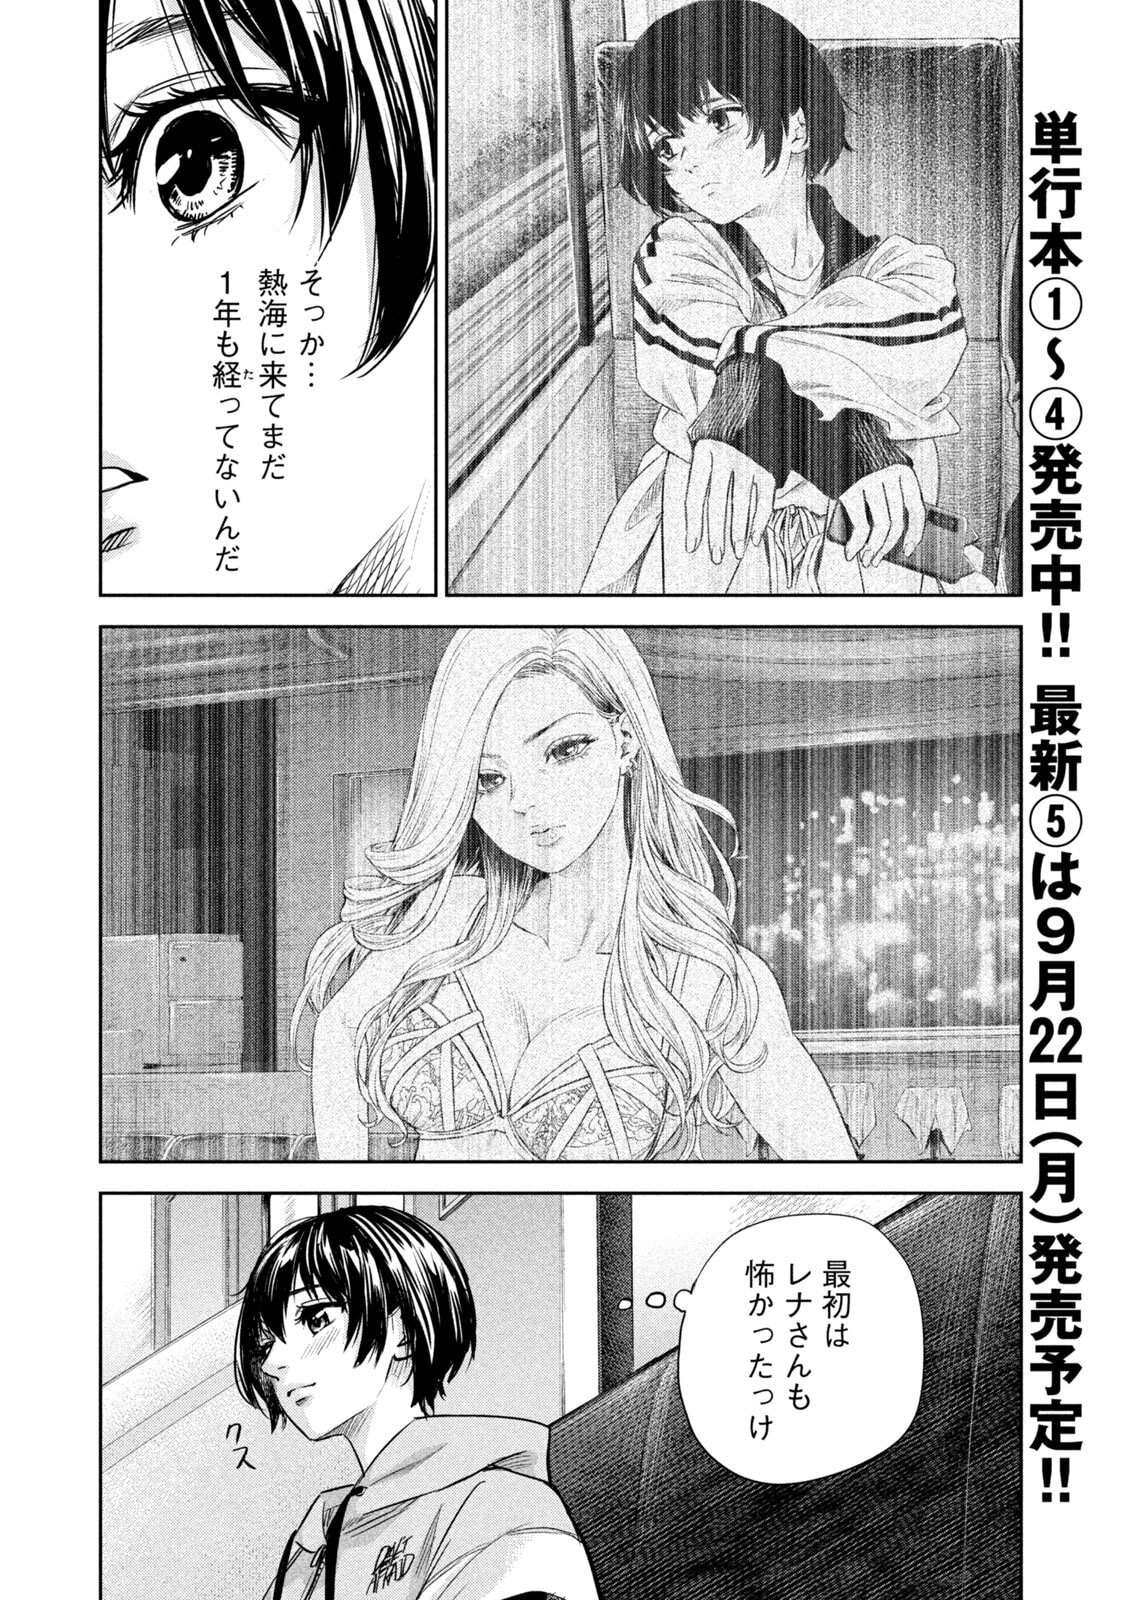 単行本①～④発売中!! 最新⑤は9月22日(月)発売予定!!
そっか…
熱海に来てまだ
1年も経ってないんだ
た
最初は
レナさんも
怖かったっけ
クス